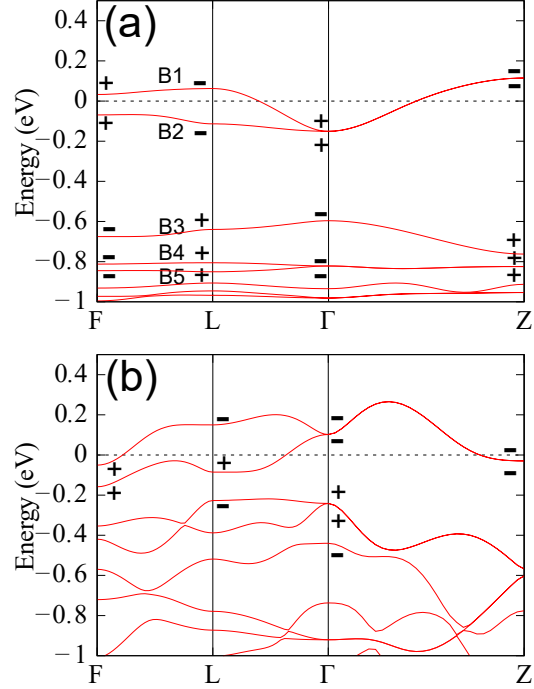 (a)
0.4
0.2
0
−0.2
−0.4
−0.6
−0.8
−1
Energy (eV)
B1
B2
B3
B4
B5
+ − + −
+ − +
− + − +
− + − +
− + − +
F L Γ Z
(b)
0.4
0.2
0
−0.2
−0.4
−0.6
−0.8
−1
Energy (eV)
− − −
+ + − −
+ − + +
−
F L Γ Z